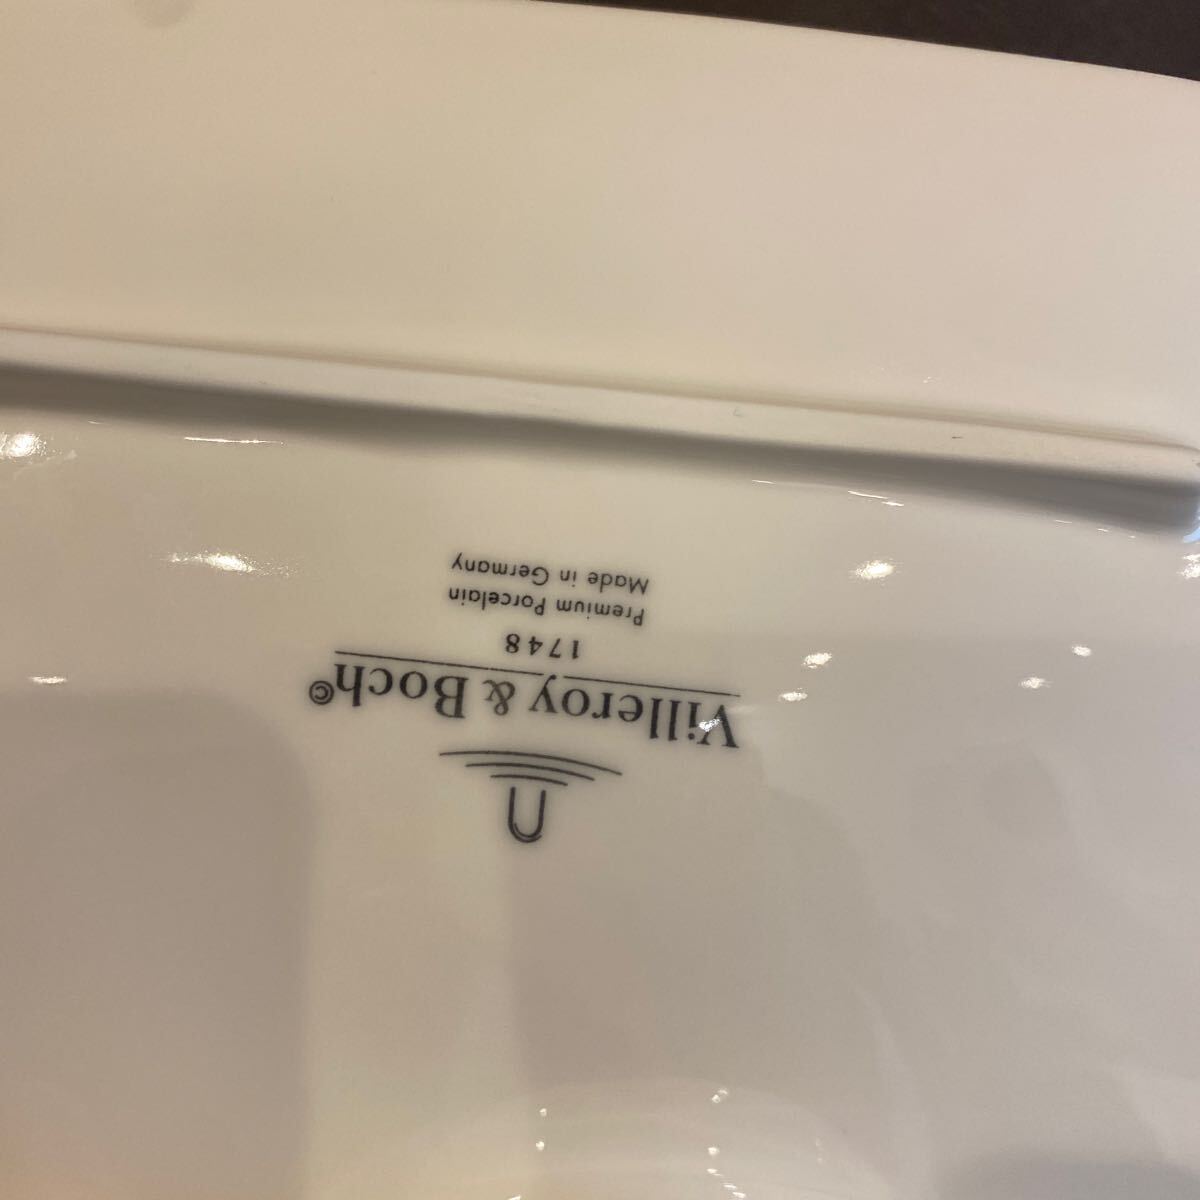 Villeroy & Boch©
1748
Premium Porcelain
Made in Germany